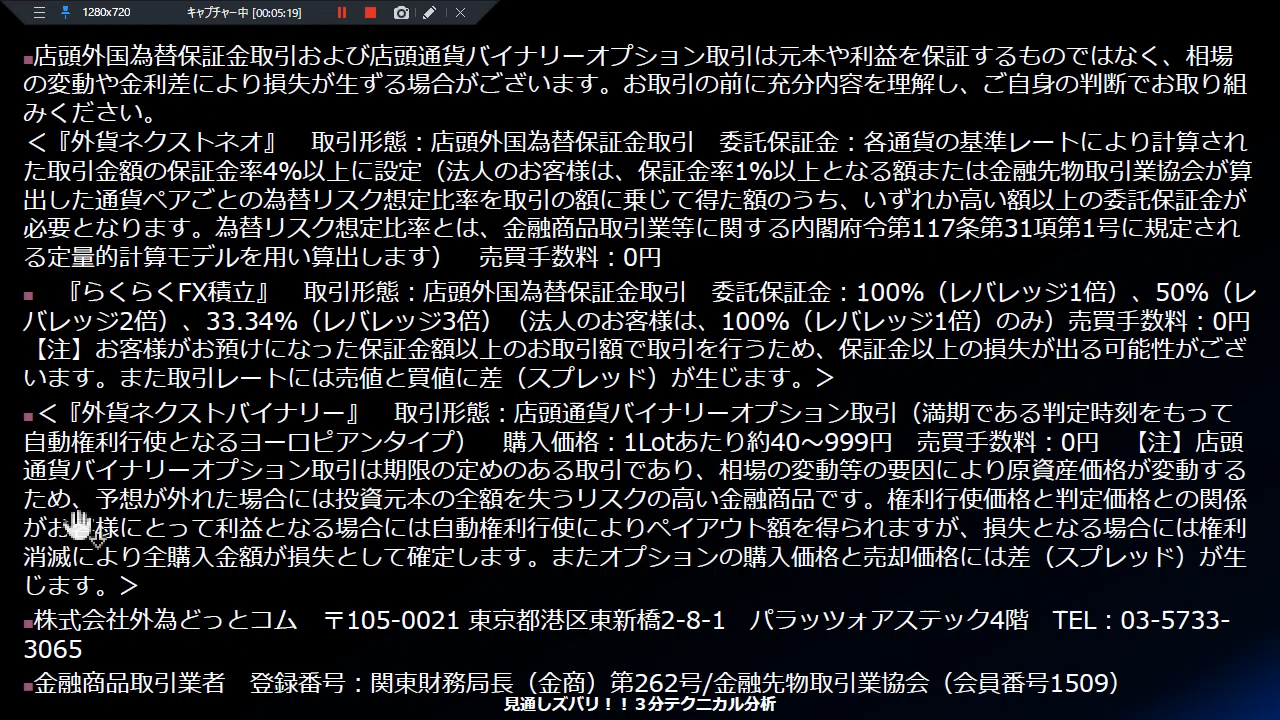 1280x720 キャプチャー中 [00:05:19]
■店頭外国為替保証金取引および店頭通貨バイナリーオプション取引は元本や利益を保証するものではなく、相場
の変動や金利差により損失が生ずる場合がございます。お取引の前に充分内容を理解し、ご自身の判断でお取り組
みください。
＜『外貨ネクストネオ』　取引形態：店頭外国為替保証金取引　委託保証金：各通貨の基準レートにより計算され
た取引金額の保証金率4%以上に設定（法人のお客様は、保証金率1%以上となる額または金融先物取引業協会が算
出した通貨ペアごとの為替リスク想定比率を取引の額に乗じて得た額のうち、いずれか高い額以上の委託保証金が
必要となります。為替リスク想定比率とは、金融商品取引業等に関する内閣府令第117条第31項第1号に規定され
る定量的計算モデルを用い算出します）　売買手数料：0円
■　『らくらくFX積立』　取引形態：店頭外国為替保証金取引　委託保証金：100%（レバレッジ1倍）、50%（レ
バレッジ2倍）、33.34%（レバレッジ3倍）（法人のお客様は、100%（レバレッジ1倍）のみ）売買手数料：0円
【注】お客様がお預けになった保証金額以上のお取引額で取引を行うため、保証金以上の損失が出る可能性がござ
います。また取引レートには売値と買値に差（スプレッド）が生じます。＞
■＜『外貨ネクストバイナリー』　取引形態：店頭通貨バイナリーオプション取引（満期である判定時刻をもって
自動権利行使となるヨーロピアンタイプ）　購入価格：1Lotあたり約40～999円　売買手数料：0円　【注】店頭
通貨バイナリーオプション取引は期限の定めのある取引であり、相場の変動等の要因により原資産価格が変動する
ため、予想が外れた場合には投資元本の全額を失うリスクの高い金融商品です。権利行使価格と判定価格との関係
がお客様にとって利益となる場合には自動権利行使によりペイアウト額を得られますが、損失となる場合には権利
消滅により全購入金額が損失として確定します。またオプションの購入価格と売却価格には差（スプレッド）が生
じます。＞
■株式会社外為どっとコム　〒105-0021 東京都港区東新橋2-8-1　パラッツォアステック4階　TEL：03-5733-
3065
■金融商品取引業者　登録番号：関東財務局長（金商）第262号/金融先物取引業協会（会員番号1509）
見通しズバリ！！３分テクニカル分析